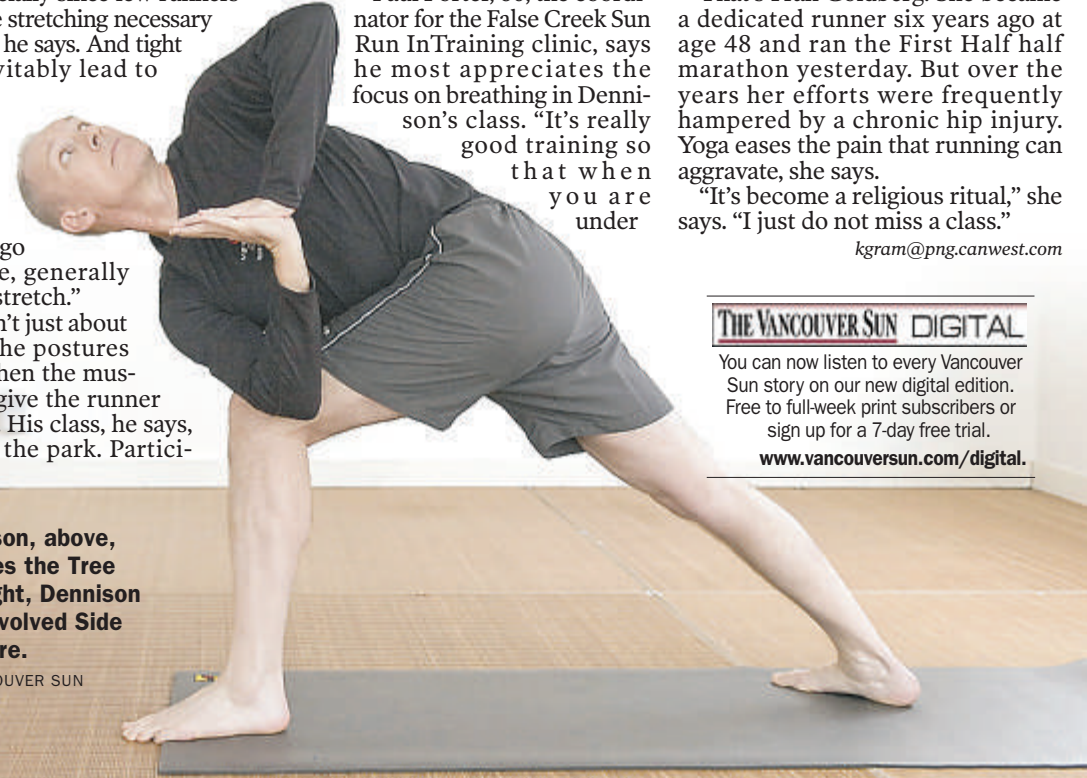 since few runners
e stretching necessary
he says. And tight
vitably lead to
go
e, generally
stretch.”
n’t just about
he postures
hen the mus-
give the runner
His class, he says,
the park. Partici-
son, above,
es the Tree
ght, Dennison
volved Side
re.
OUVER SUN
the coordi-
nator for the False Creek Sun
Run InTraining clinic, says
he most appreciates the
focus on breathing in Denni-
son’s class. “It’s really
good training so
that when
you are
under
Goldberg. She became
a dedicated runner six years ago at
age 48 and ran the First Half half
marathon yesterday. But over the
years her efforts were frequently
hampered by a chronic hip injury.
Yoga eases the pain that running can
aggravate, she says.
“It’s become a religious ritual,” she
says. “I just do not miss a class.”
kgram@png.canwest.com
THE VANCOUVER SUN DIGITAL
You can now listen to every Vancouver
Sun story on our new digital edition.
Free to full-week print subscribers or
sign up for a 7-day free trial.
www.vancouversun.com/digital.